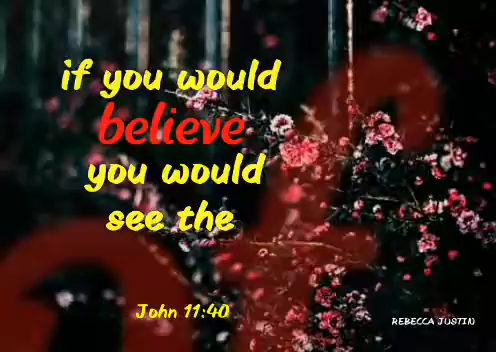 if you would
believe
you would
see the
John 11:40
REBECCA JUSTIN